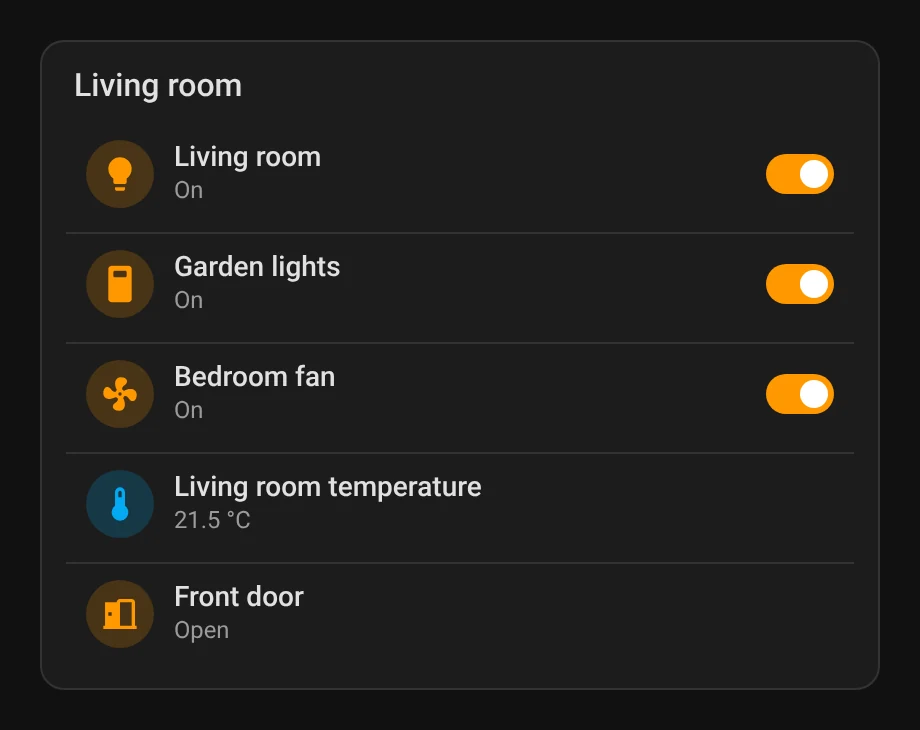 Living room
Living room
On
Garden lights
On
Bedroom fan
On
Living room temperature
21.5 °C
Front door
Open